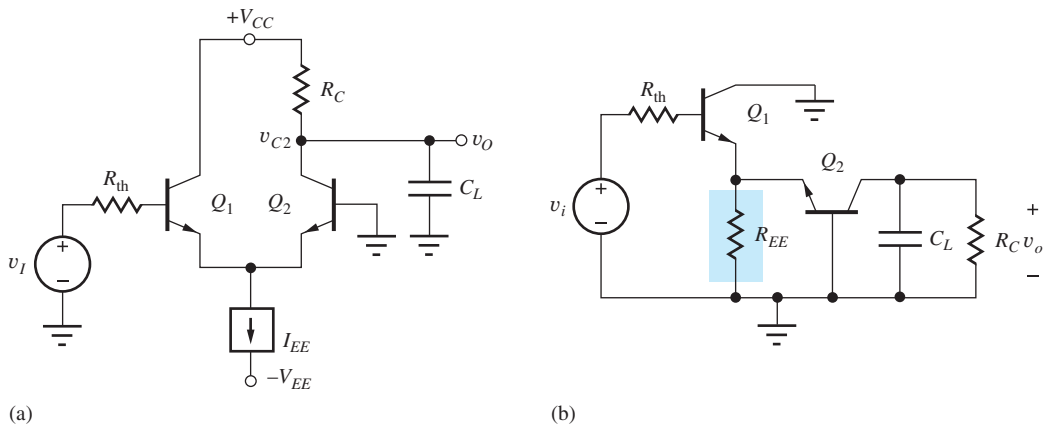 +V_CC
R_C
v_C2
v_O
R_th
Q_1
Q_2
C_L
v_I
+
−
I_EE
−V_EE
(a)
R_th
Q_1
Q_2
v_i
+
−
R_EE
C_L
R_C
v_o
+
−
(b)